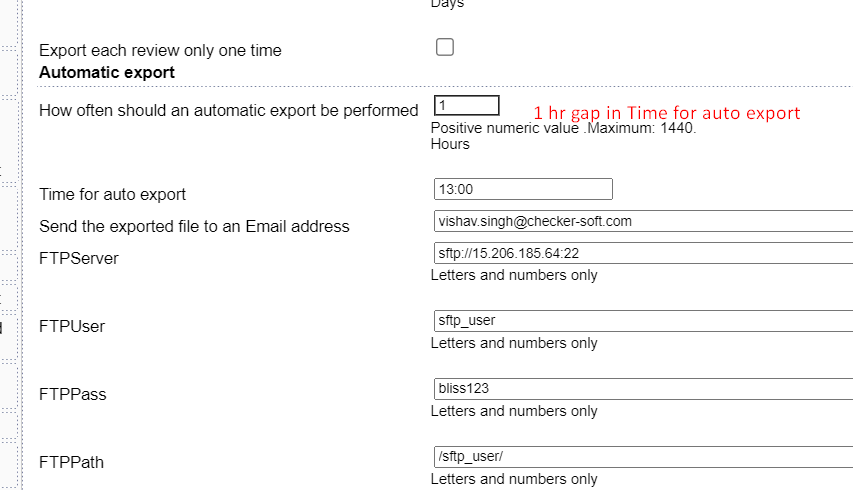 Days
Export each review only one time
Automatic export
How often should an automatic export be performed 1
1 hr gap in Time for auto export
Positive numeric value .Maximum: 1440.
Hours
Time for auto export 13:00
Send the exported file to an Email address vishav.singh@checker-soft.com
FTPServer sftp://15.206.185.64:22
Letters and numbers only
FTPUser sftp_user
Letters and numbers only
FTPPass bliss123
Letters and numbers only
FTPPath /sftp_user/
Letters and numbers only